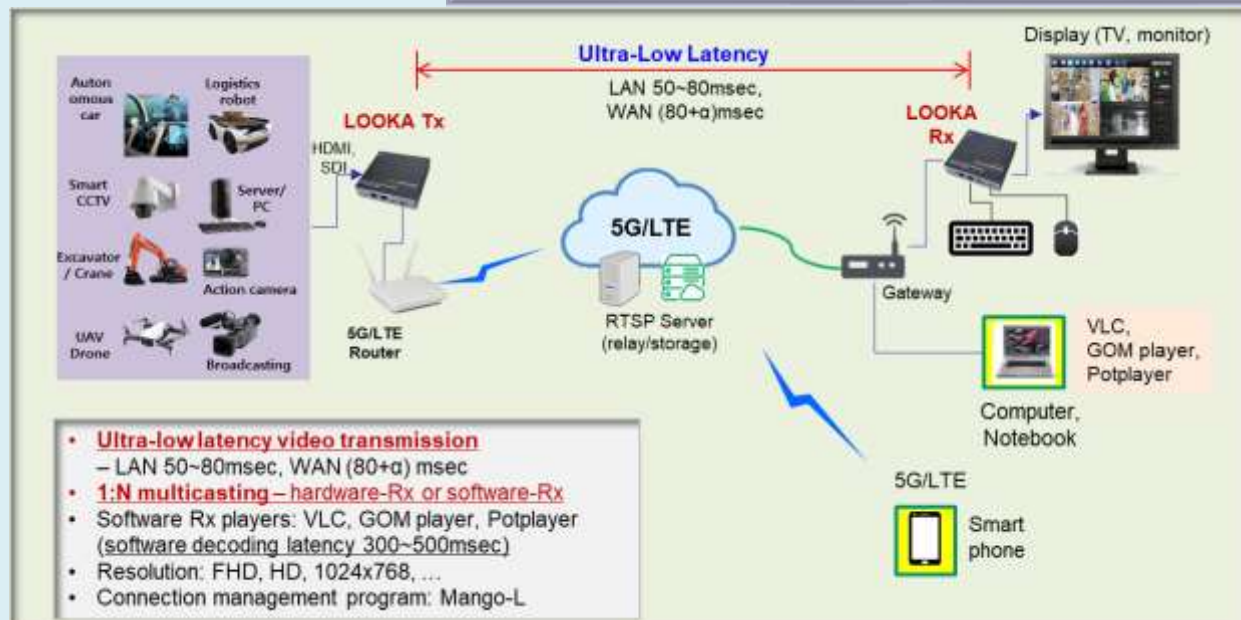 Auton
omous
car
Logistics
robot
Smart
CCTV
Server/
PC
Excavator
/ Crane
Action camera
UAV
Drone
Broadcasting
HDMI,
SDI
LOOKA Tx
5G/LTE
Router
Ultra-Low Latency
LAN 50~80msec,
WAN (80+α)msec
5G/LTE
RTSP Server
(relay/storage)
LOOKA
Rx
Display (TV, monitor)
Gateway
VLC,
GOM player,
Potplayer
Computer,
Notebook
5G/LTE
Smart
phone
• Ultra-low latency video transmission
– LAN 50~80msec, WAN (80+α) msec
• 1:N multicasting – hardware-Rx or software-Rx
• Software Rx players: VLC, GOM player, Potplayer
(software decoding latency 300~500msec)
• Resolution: FHD, HD, 1024x768, ...
• Connection management program: Mango-L